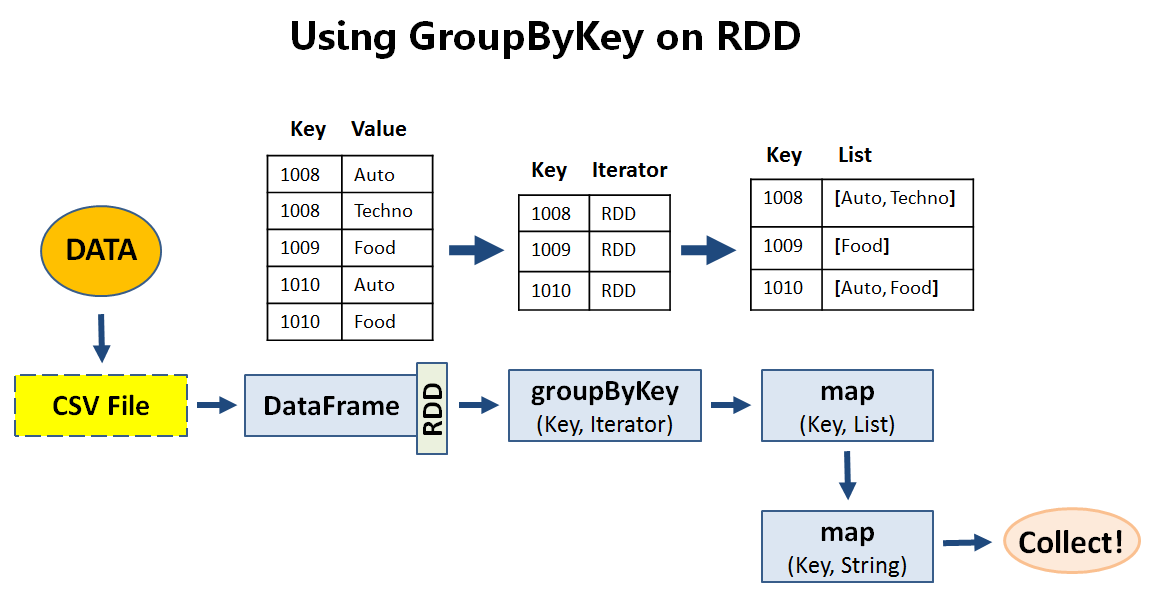 Using GroupByKey on RDD
Key Value
1008 Auto
1008 Techno
1009 Food
1010 Auto
1010 Food
Key Iterator
1008 RDD
1009 RDD
1010 RDD
Key List
1008 [Auto, Techno]
1009 [Food]
1010 [Auto, Food]
DATA
CSV File
DataFrame
RDD
groupByKey
(Key, Iterator)
map
(Key, List)
map
(Key, String)
Collect!